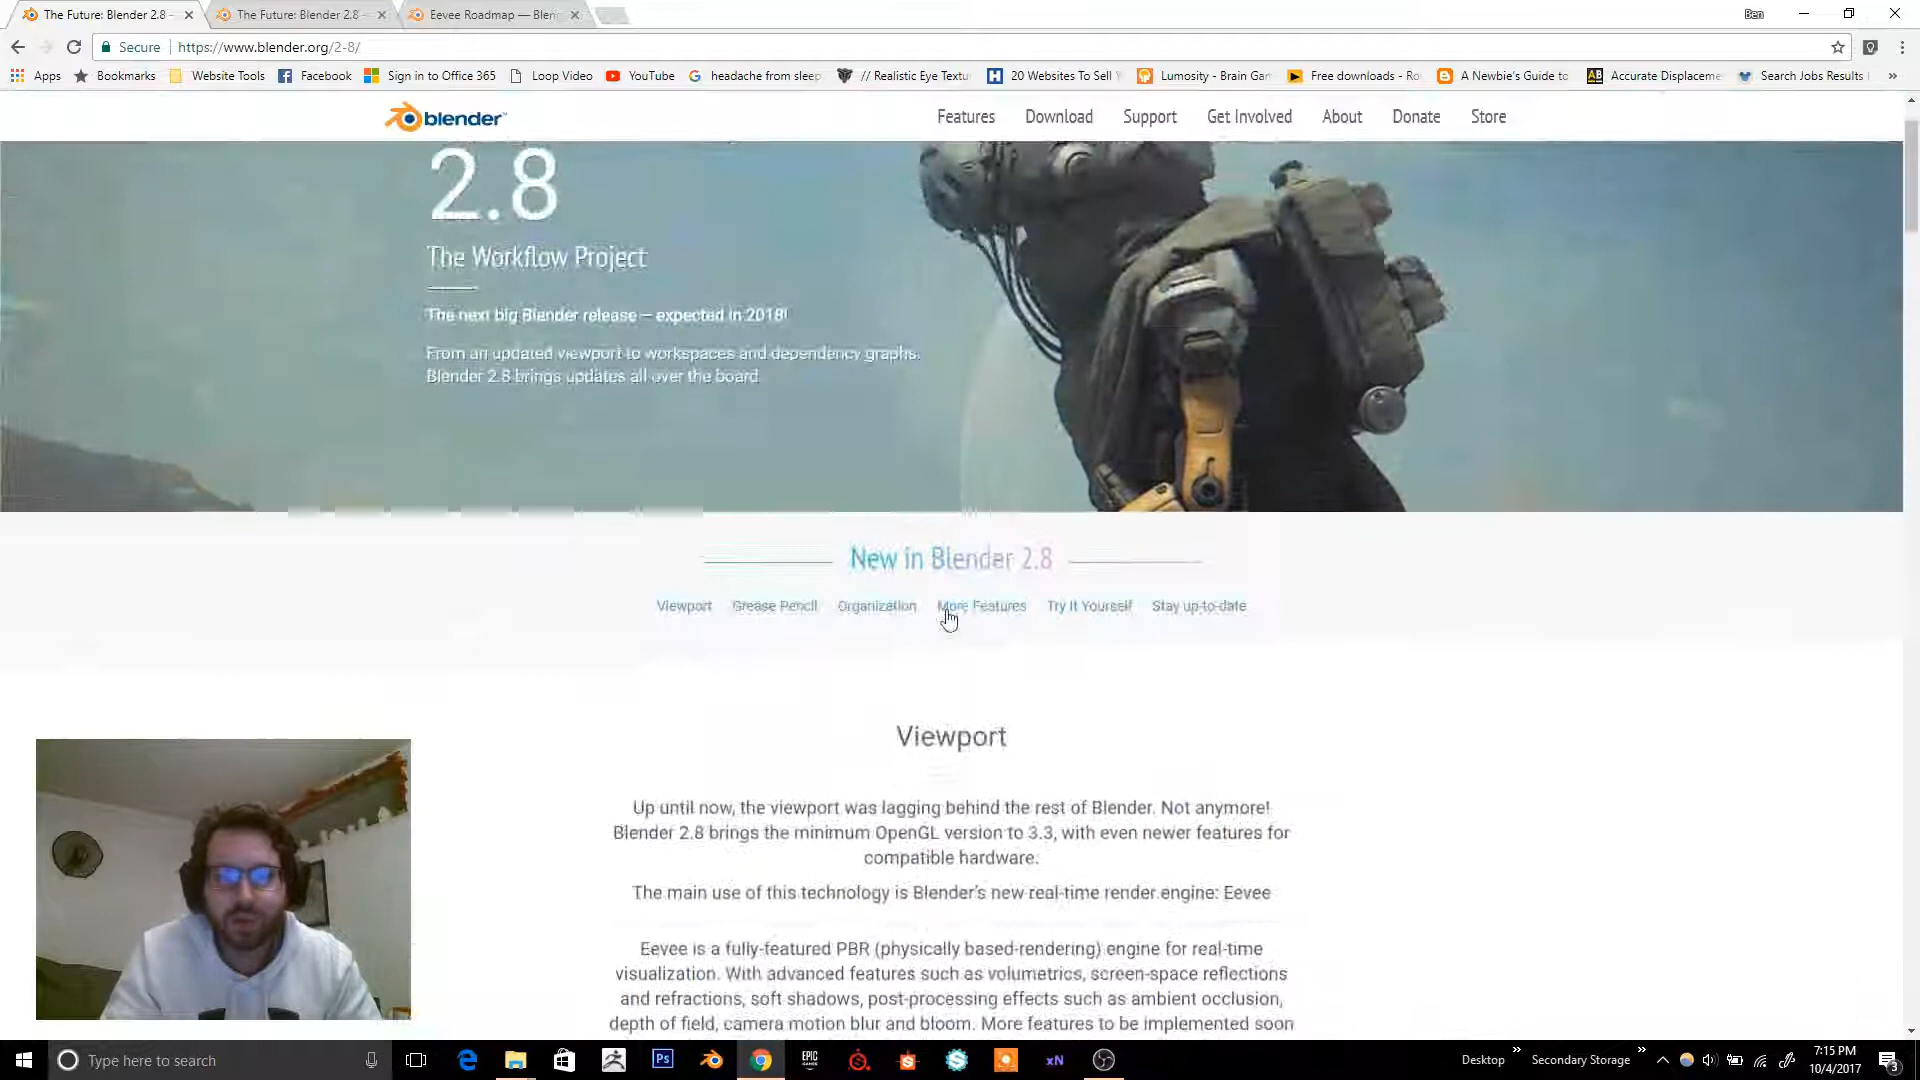 The Future: Blender 2.8 -
The Future: Blender 2.8 -
Eevee Roadmap — Blen
Ben
Secure
https://www.blender.org/2-8/
Apps
Bookmarks
Website Tools
Facebook
Sign in to Office 365
Loop Video
YouTube
headache from sleep
// Realistic Eye Textu
20 Websites To Sell
Lumosity - Brain Gam
Free downloads - Ro
A Newbie's Guide to
Accurate Displaceme
Search Jobs Results
blender
Features
Download
Support
Get Involved
About
Donate
Store
2.8
The Workflow Project
The next big Blender release – expected in 2018!
From an updated viewport to workspaces and dependency graphs.
Blender 2.8 brings updates all over the board.
New in Blender 2.8
Viewport
Grease Pencil
Organization
More Features
Try It Yourself
Stay up-to-date
Viewport
Up until now, the viewport was lagging behind the rest of Blender. Not anymore!
Blender 2.8 brings the minimum OpenGL version to 3.3, with even newer features for
compatible hardware.
The main use of this technology is Blender's new real-time render engine: Eevee
Eevee is a fully-featured PBR (physically based-rendering) engine for real-time
visualization. With advanced features such as volumetrics, screen-space reflections
and refractions, soft shadows, post-processing effects such as ambient occlusion,
depth of field, camera motion blur and bloom. More features to be implemented soon
Type here to search
Ps
EPIC
GAMES
xN
Desktop
Secondary Storage
7:15 PM
10/4/2017
3